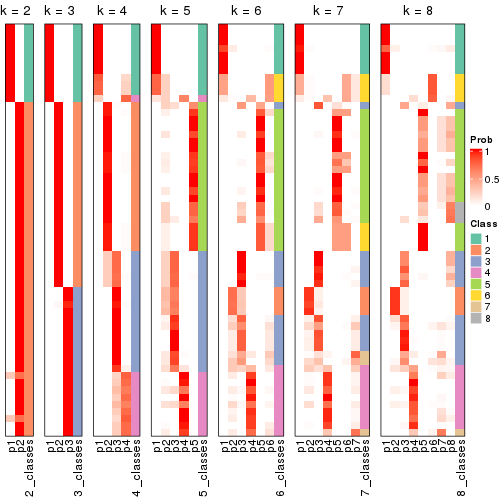 k = 2 k = 3 k = 4 k = 5 k = 6 k = 7 k = 8
Prob
1
0.5
0
Class
1
2
3
4
5
6
7
8
p1 p2 2_classes
p1 p2 p3 3_classes
p1 p2 p3 p4 4_classes
p1 p2 p3 p4 p5 5_classes
p1 p2 p3 p4 p5 p6 6_classes
p1 p2 p3 p4 p5 p6 p7 7_classes
p1 p2 p3 p4 p5 p6 p7 p8 8_classes